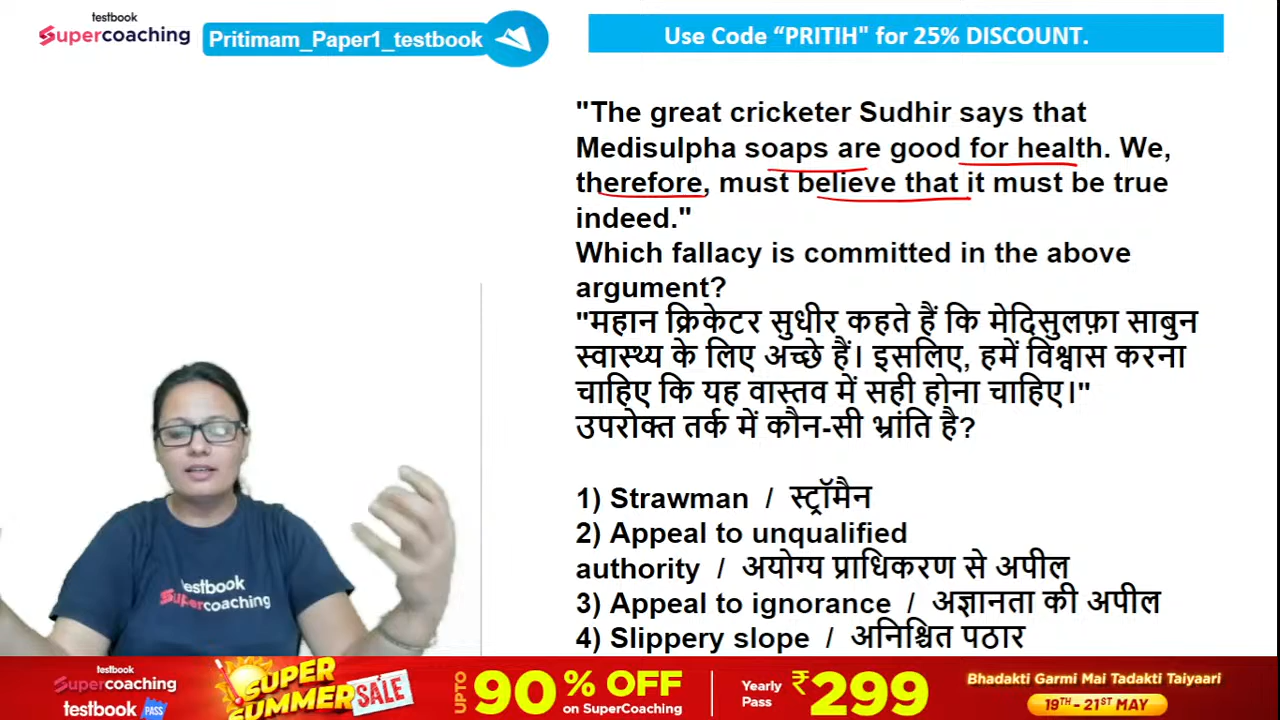 testbook
Supercoaching
Pritimam_Paper1_testbook
Use Code “PRITIH" for 25% DISCOUNT.
"The great cricketer Sudhir says that
Medisulpha soaps are good for health. We,
therefore, must believe that it must be true
indeed."
Which fallacy is committed in the above
argument?
"महान क्रिकेटर सुधीर कहते हैं कि मेदिसुलफ़ा साबुन
स्वास्थ्य के लिए अच्छे हैं। इसलिए, हमें विश्वास करना
चाहिए कि यह वास्तव में सही होना चाहिए।"
उपरोक्त तर्क में कौन-सी भ्रांति है?
1) Strawman / स्ट्रॉमैन
2) Appeal to unqualified
authority / अयोग्य प्राधिकरण से अपील
3) Appeal to ignorance / अज्ञानता की अपील
4) Slippery slope / अनिश्चित पठार
testbook
Supercoaching
testbook
Supercoaching
testbook PASS
SUPER
SUMMER SALE
UPTO 90% OFF
on SuperCoaching
Yearly
Pass
₹299
Bhadakti Garmi Mai Tadakti Taiyaari
19TH - 21ST MAY